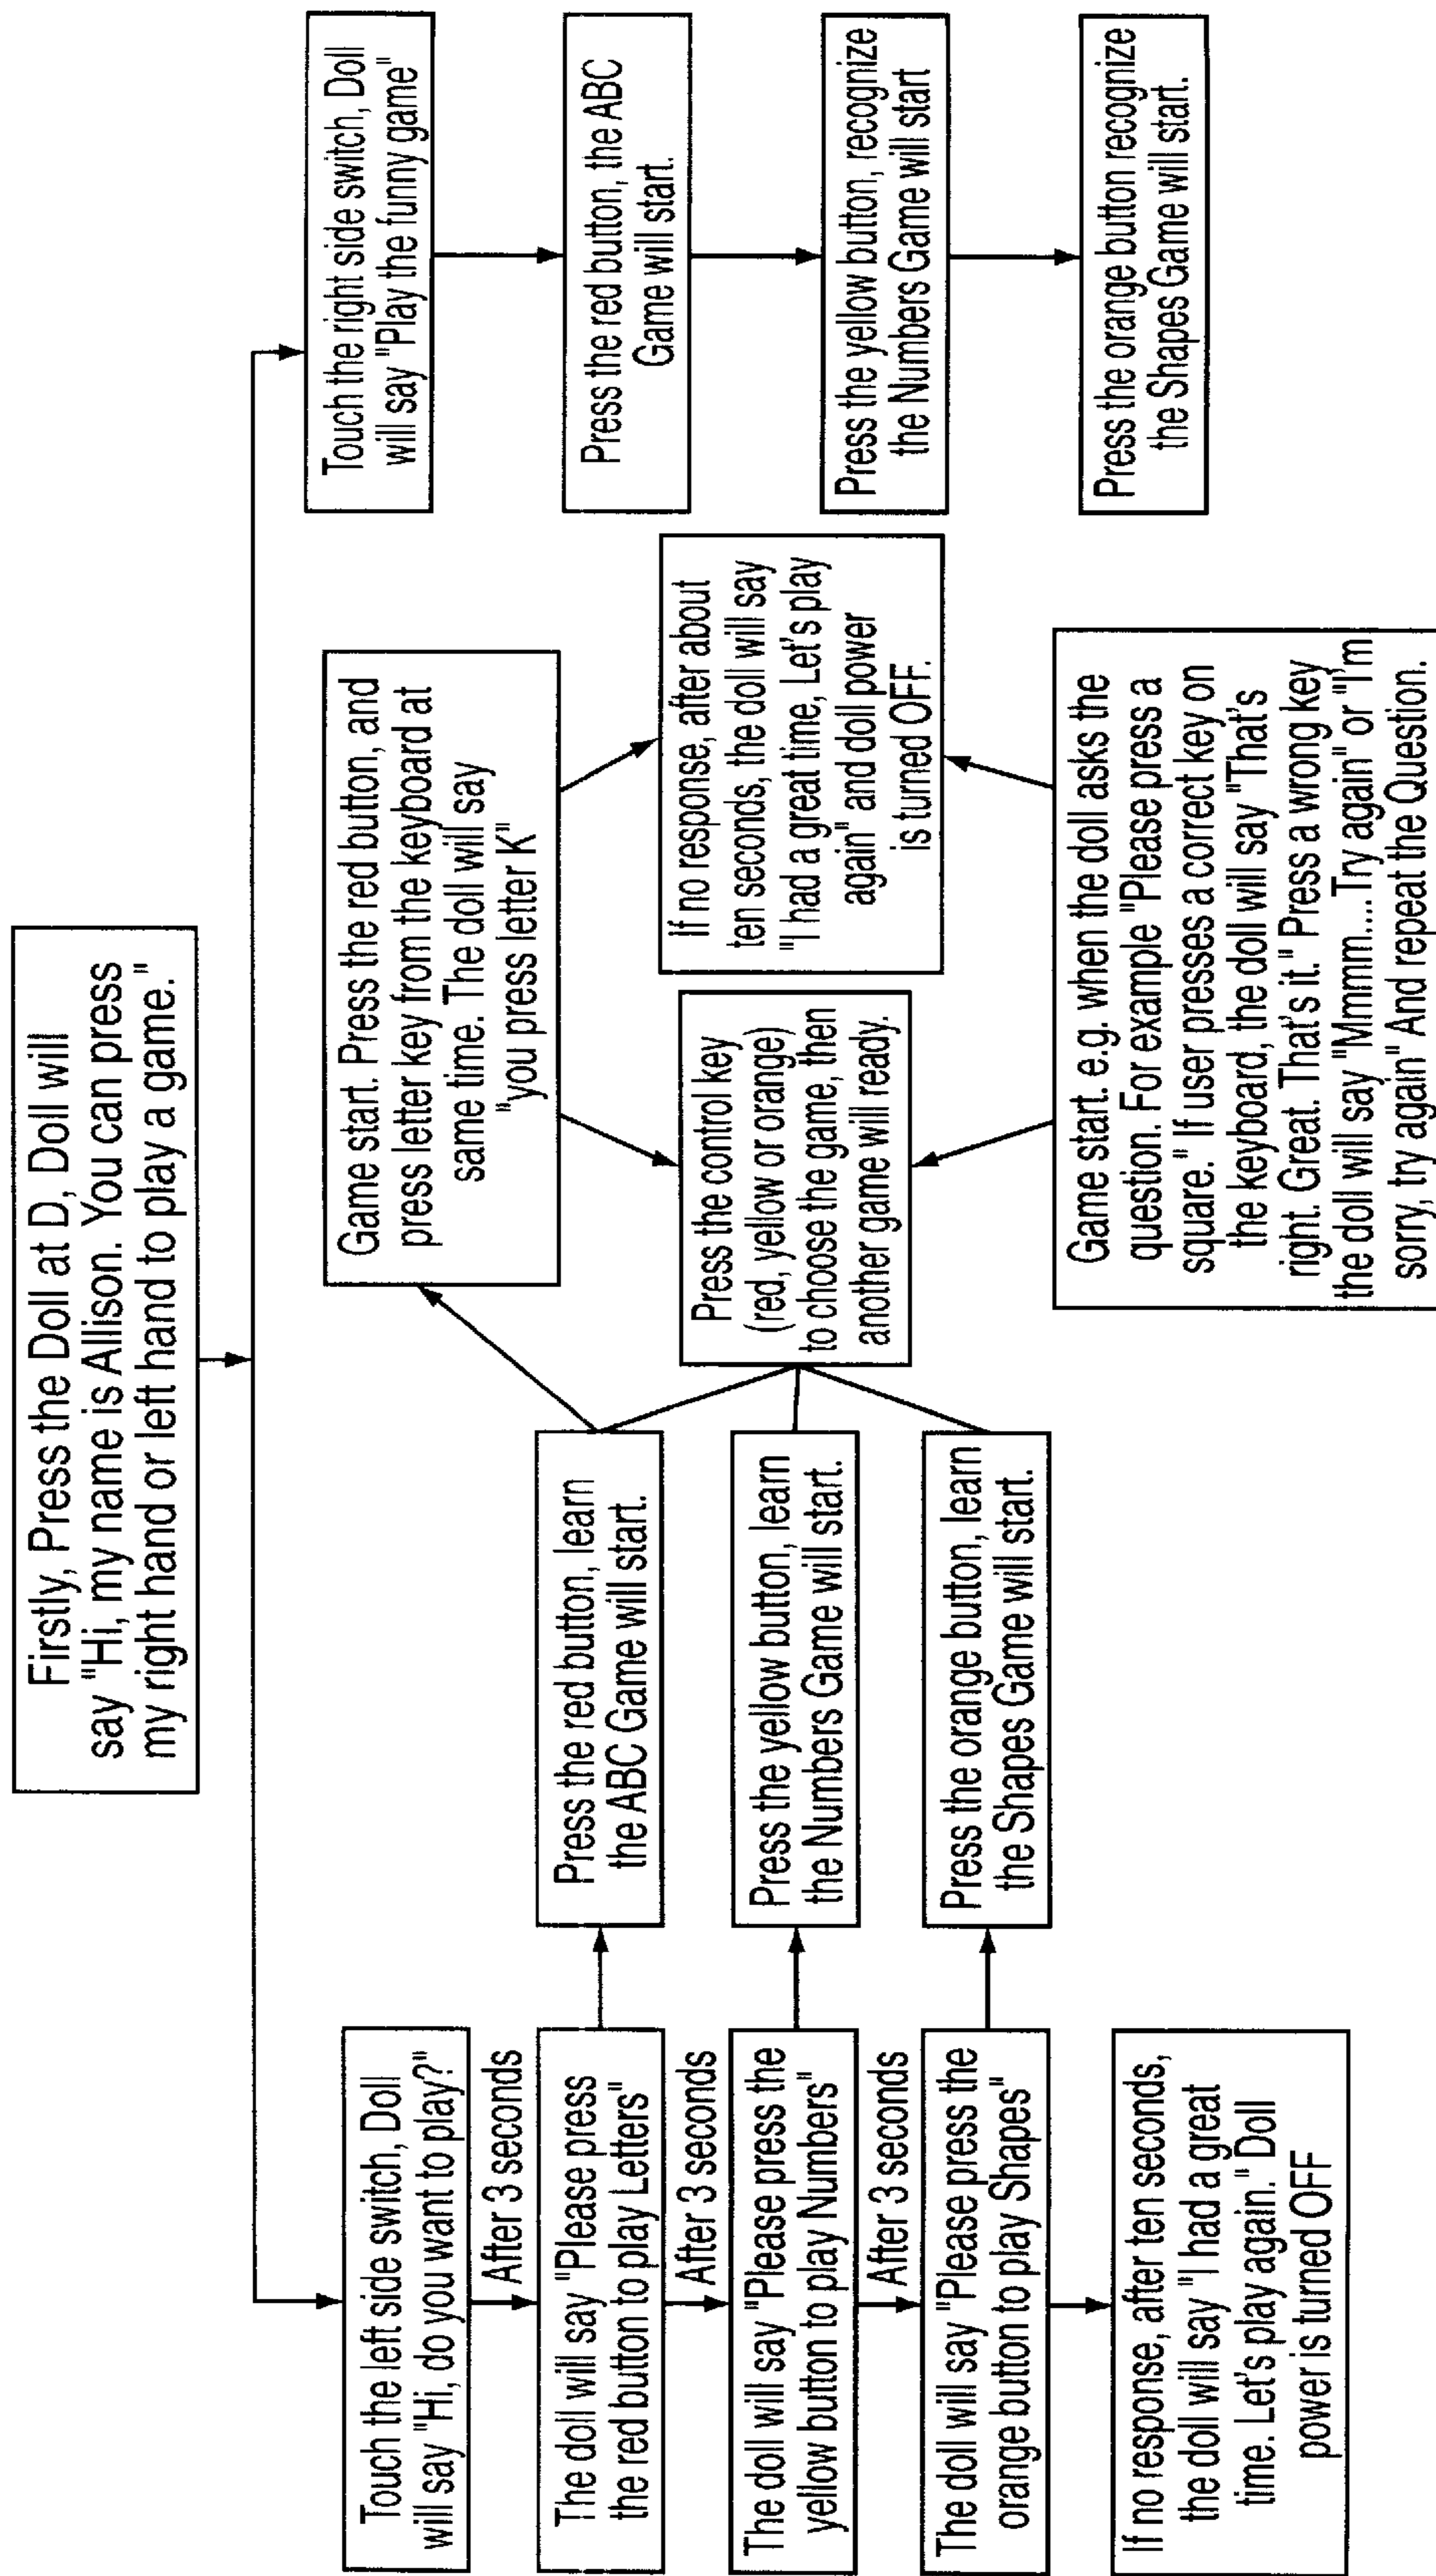 Firstly, Press the Doll at D, Doll will
say "Hi, my name is Allison. You can press
my right hand or left hand to play a game."
Touch the left side switch, Doll
will say "Hi, do you want to play?"
After 3 seconds
The doll will say "Please press
the red button to play Letters"
After 3 seconds
The doll will say "Please press the
yellow button to play Numbers"
After 3 seconds
The doll will say "Please press the
orange button to play Shapes"
If no response, after ten seconds,
the doll will say "I had a great
time. Let's play again." Doll
power is turned OFF
Press the red button, learn
the ABC Game will start.
Press the yellow button, learn
the Numbers Game will start.
Press the orange button, learn
the Shapes Game will start.
Game start. Press the red button, and
press letter key from the keyboard at
same time. The doll will say
"you press letter K"
Press the control key
(red, yellow or orange)
to choose the game, then
another game will ready.
If no response, after about
ten seconds, the doll will say
"I had a great time, Let's play
again" and doll power
is turned OFF.
Game start. e.g. when the doll asks the
question. For example "Please press a
square." If user presses a correct key on
the keyboard, the doll will say "That's
right. Great. That's it." Press a wrong key
the doll will say "Mmmm....Try again" or "I'm
sorry, try again" And repeat the Question.
Touch the right side switch, Doll
will say "Play the funny game"
Press the red button, the ABC
Game will start.
Press the yellow button, recognize
the Numbers Game will start
Press the orange button recognize
the Shapes Game will start.